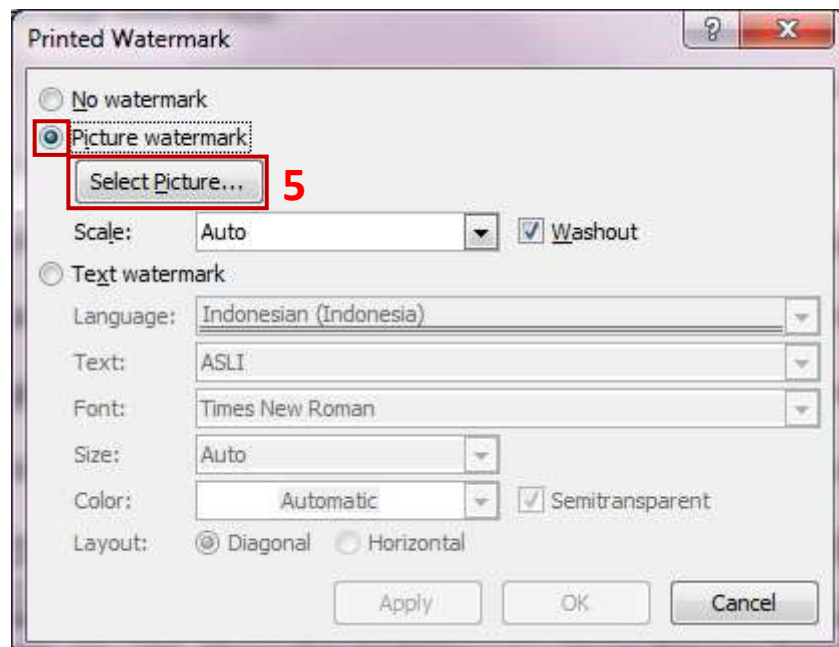 Printed Watermark
No watermark
Picture watermark
Select Picture... 5
Scale: Auto Washout
Text watermark
Language: Indonesian (Indonesia)
Text: ASLI
Font: Times New Roman
Size: Auto
Color: Automatic Semitransparent
Layout: Diagonal Horizontal
Apply OK Cancel